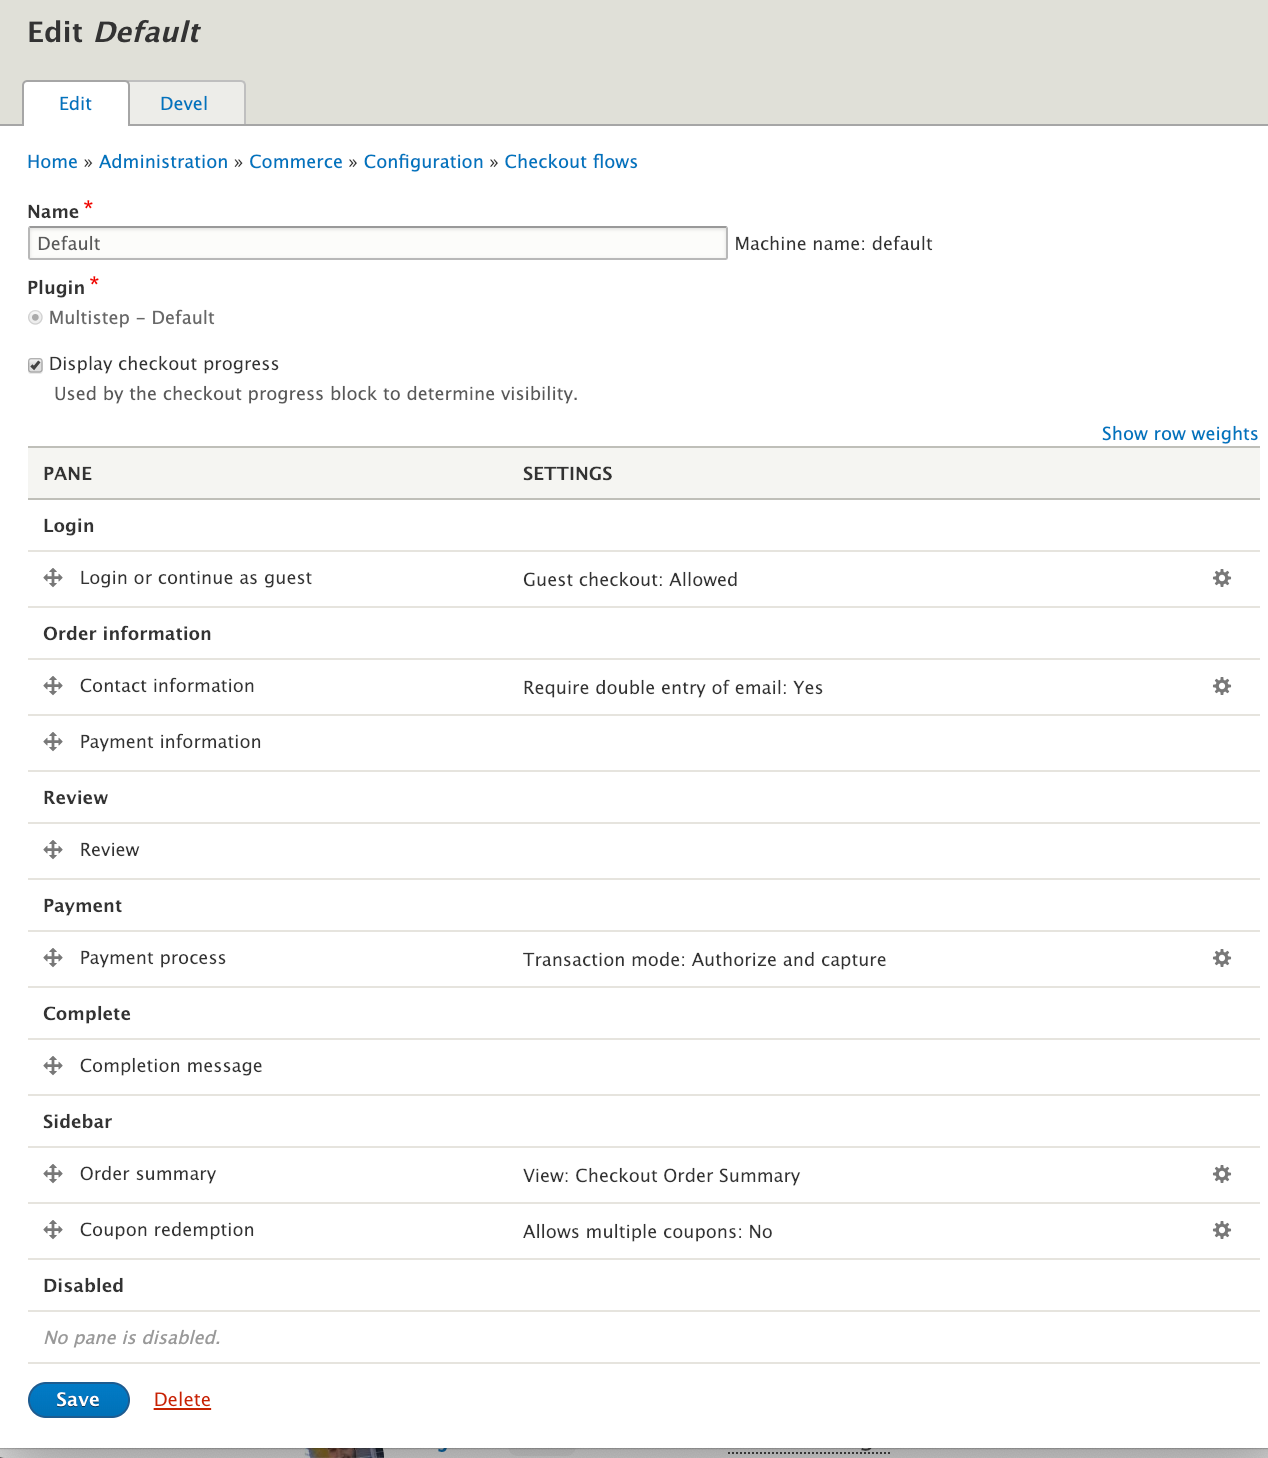 Edit Default
Edit Devel
Home » Administration » Commerce » Configuration » Checkout flows
Name *
Default Machine name: default
Plugin *
Multistep - Default
Display checkout progress
Used by the checkout progress block to determine visibility.
Show row weights
PANE SETTINGS
Login
Login or continue as guest Guest checkout: Allowed
Order information
Contact information Require double entry of email: Yes
Payment information
Review
Review
Payment
Payment process Transaction mode: Authorize and capture
Complete
Completion message
Sidebar
Order summary View: Checkout Order Summary
Coupon redemption Allows multiple coupons: No
Disabled
No pane is disabled.
Save Delete